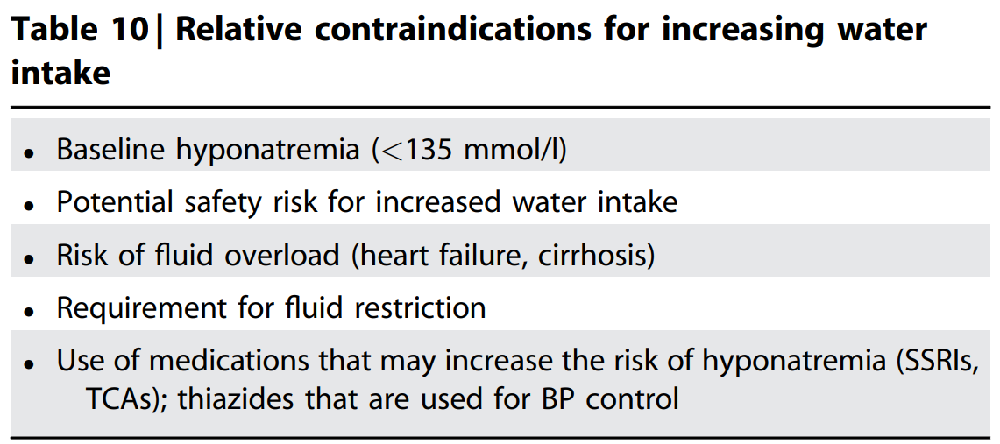 Table 10 | Relative contraindications for increasing water
intake
• Baseline hyponatremia (<135 mmol/l)
• Potential safety risk for increased water intake
• Risk of fluid overload (heart failure, cirrhosis)
• Requirement for fluid restriction
• Use of medications that may increase the risk of hyponatremia (SSRIs,
TCAs); thiazides that are used for BP control